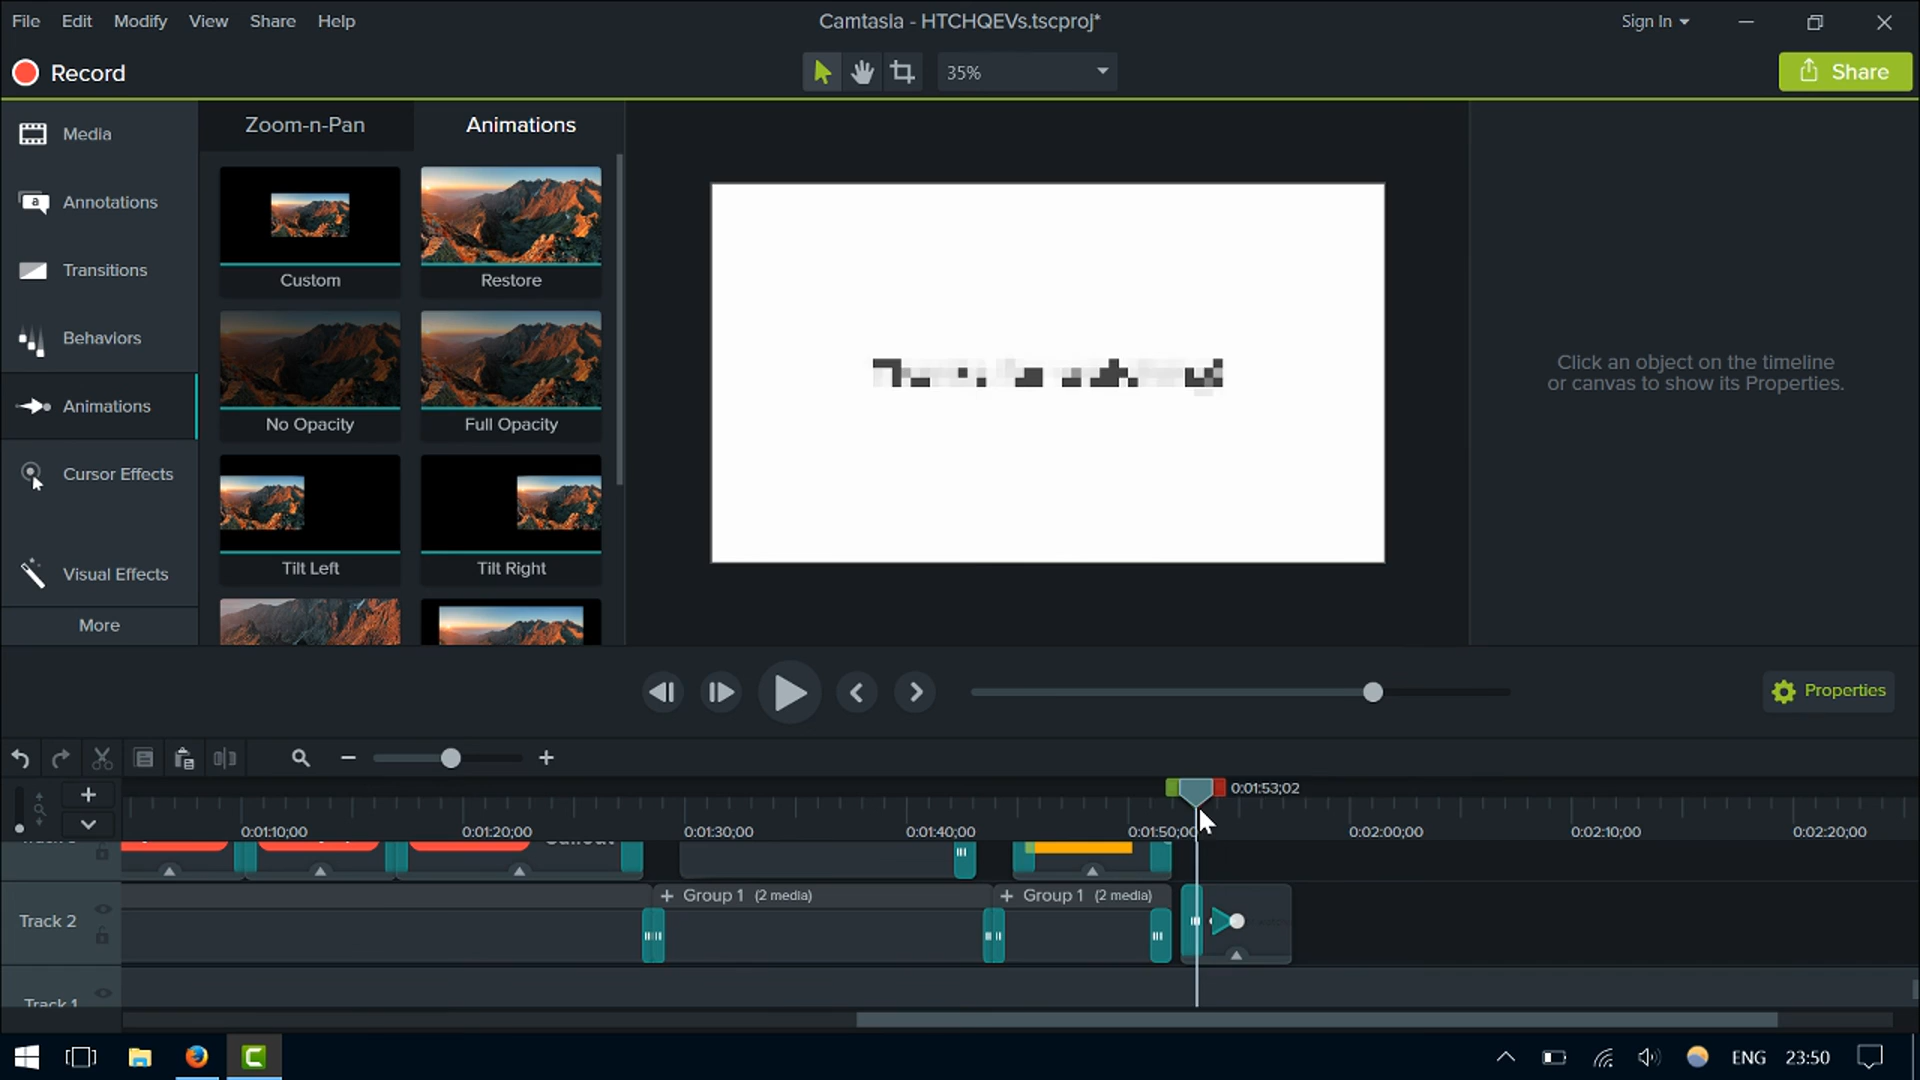 File Edit Modify View Share Help
Camtasia - HTCHQEVs.tscproj*
Sign In
Record
35%
Share
Media
Annotations
Transitions
Behaviors
Animations
Cursor Effects
Visual Effects
More
Zoom-n-Pan Animations
Custom Restore
No Opacity Full Opacity
Tilt Left Tilt Right
Thanks for watching!
Click an object on the timeline
or canvas to show its Properties.
Properties
0:01:53;02
0:01:10;00 0:01:20;00 0:01:30;00 0:01:40;00 0:01:50;00 0:02:00;00 0:02:10;00 0:02:20;00
Track 2
+ Group 1 (2 media) + Group 1 (2 media)
Track 1
ENG 23:50